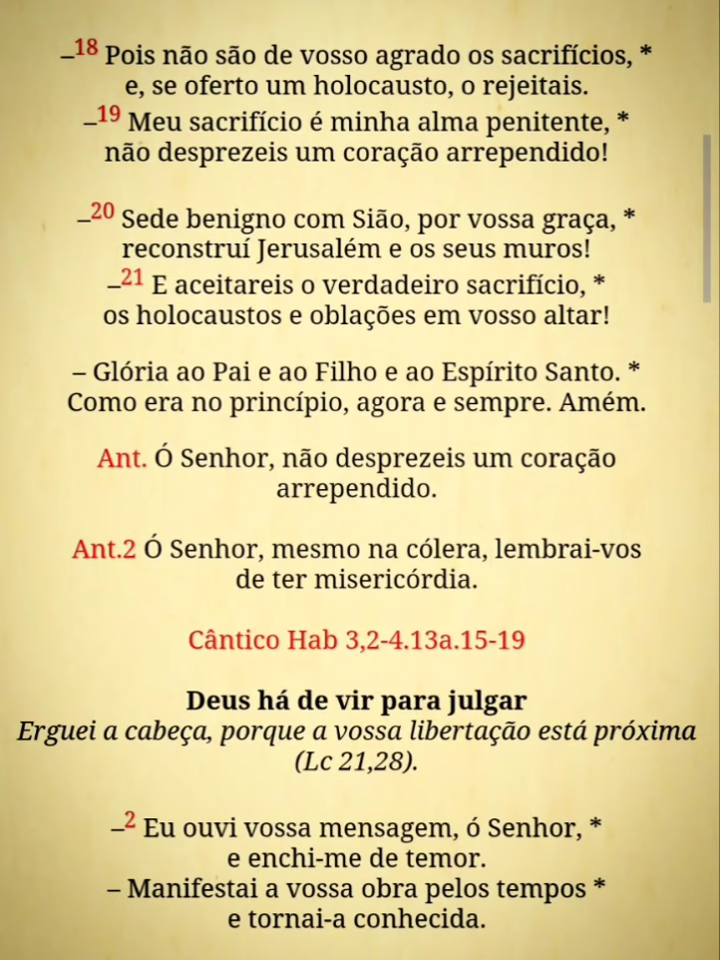 –18 Pois não são de vosso agrado os sacrifícios, *
e, se oferto um holocausto, o rejeitais.
–19 Meu sacrifício é minha alma penitente, *
não desprezeis um coração arrependido!
–20 Sede benigno com Sião, por vossa graça, *
reconstruí Jerusalém e os seus muros!
–21 E aceitareis o verdadeiro sacrifício, *
os holocaustos e oblações em vosso altar!
– Glória ao Pai e ao Filho e ao Espírito Santo. *
Como era no princípio, agora e sempre. Amém.
Ant. Ó Senhor, não desprezeis um coração
arrependido.
Ant.2 Ó Senhor, mesmo na cólera, lembrai-vos
de ter misericórdia.
Cântico Hab 3,2-4.13a.15-19
Deus há de vir para julgar
Erguei a cabeça, porque a vossa libertação está próxima
(Lc 21,28).
–2 Eu ouvi vossa mensagem, ó Senhor, *
e enchi-me de temor.
– Manifestai a vossa obra pelos tempos *
e tornai-a conhecida.